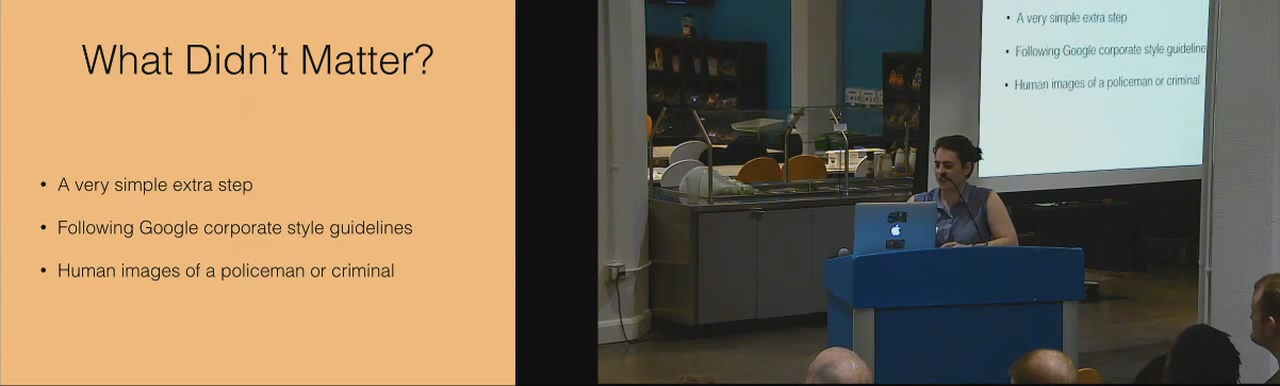 What Didn't Matter?
• A very simple extra step
• Following Google corporate style guidelines
• Human images of a policeman or criminal
• A very simple extra step
• Following Google corporate style guideline
• Human images of a policeman or criminal